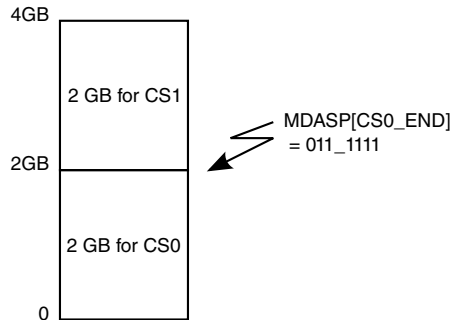 4GB
2 GB for CS1
MDASP[CS0_END]
= 011_1111
2GB
2 GB for CS0
0